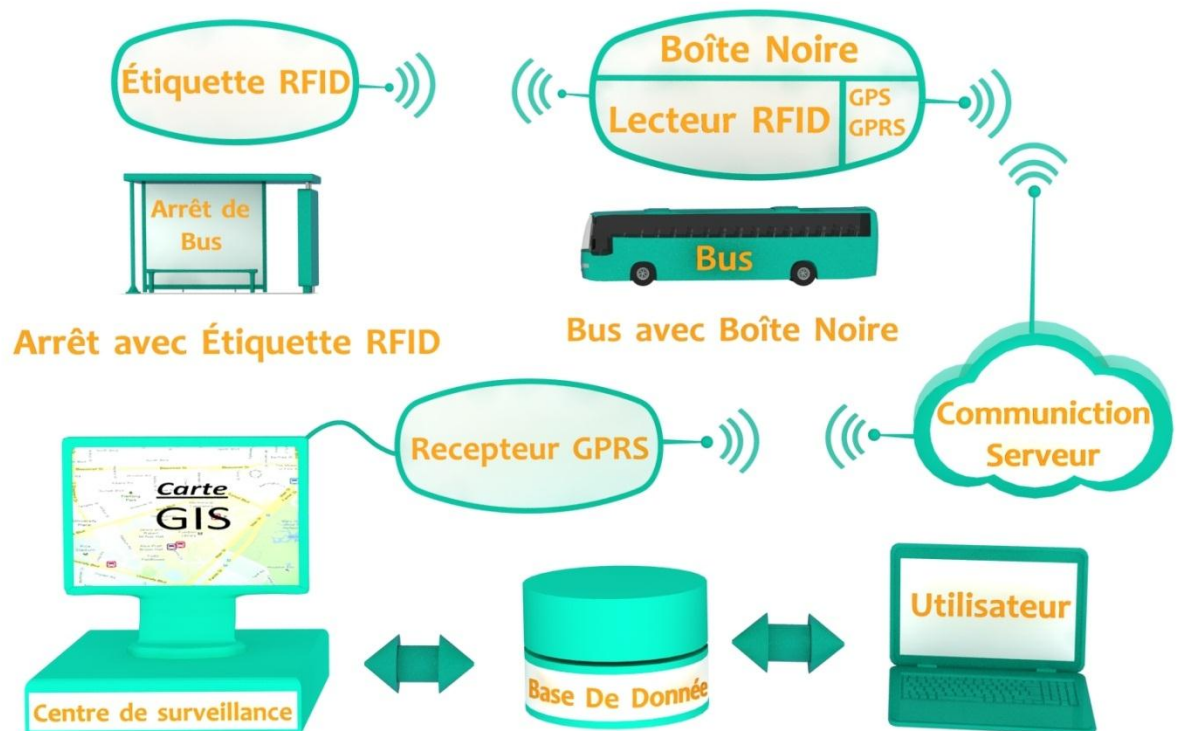 Étiquette RFID
Boîte Noire
Lecteur RFID
GPS
GPRS
Arrêt de
Bus
Bus
Arrêt avec Étiquette RFID
Bus avec Boîte Noire
Communiction
Serveur
Recepteur GPRS
Carte
GIS
Utilisateur
Base De Donnée
Centre de surveillance